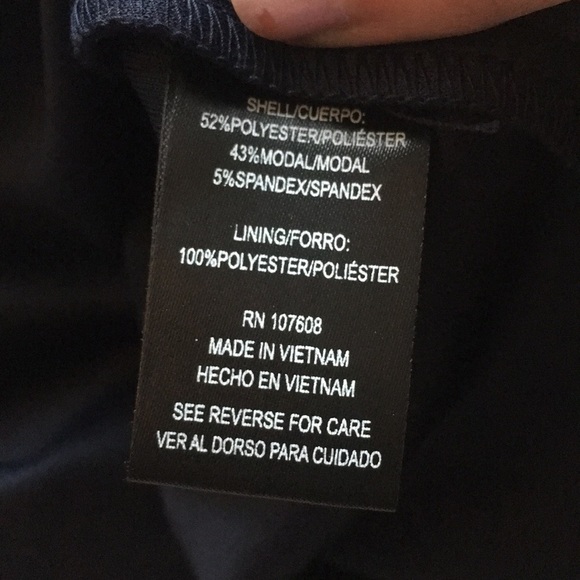 SHELL/CUERPO:
52%POLYESTER/POLIÉSTER
43%MODAL/MODAL
5%SPANDEX/SPANDEX
LINING/FORRO:
100%POLYESTER/POLIÉSTER
RN 107608
MADE IN VIETNAM
HECHO EN VIETNAM
SEE REVERSE FOR CARE
VER AL DORSO PARA CUIDADO